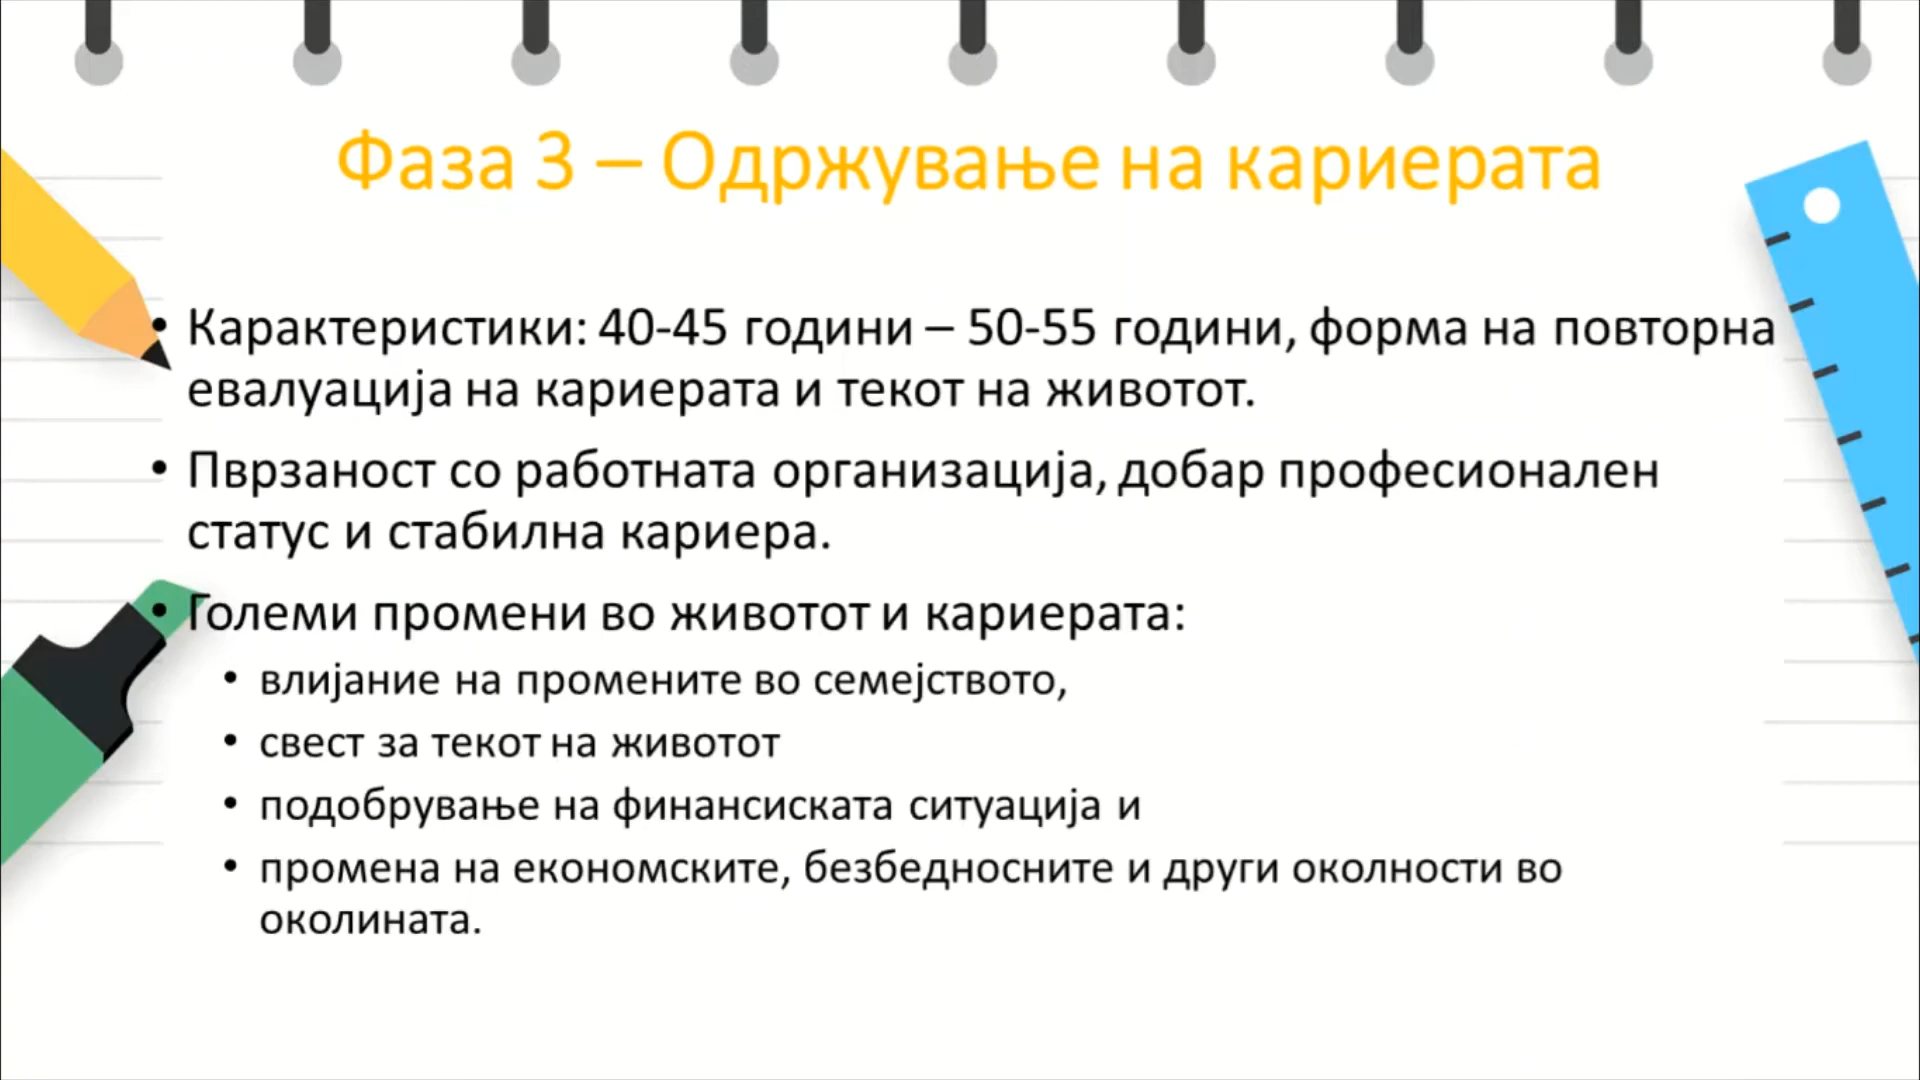 Фаза 3 – Одржување на кариерата
• Карактеристики: 40-45 години – 50-55 години, форма на повторна
евалуација на кариерата и текот на животот.
• Пврзаност со работната организација, добар професионален
статус и стабилна кариера.
• Големи промени во животот и кариерата:
• влијание на промените во семејството,
• свест за текот на животот
• подобрување на финансиската ситуација и
• промена на економските, безбедносните и други околности во
околината.